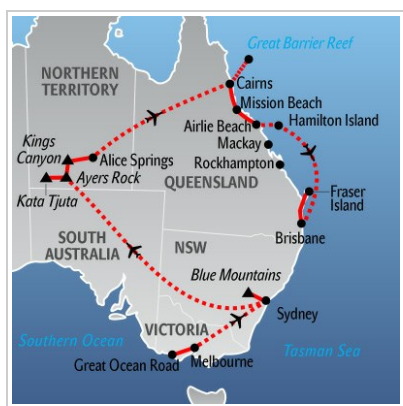 Great Barrier Reef
NORTHERN
TERRITORY
Cairns
Mission Beach
Airlie Beach
Hamilton Island
Kings
Canyon
Alice Springs
Mackay
Rockhampton
Ayers Rock
Kata Tjuta
QUEENSLAND
Fraser
Island
SOUTH
AUSTRALIA
NSW
Brisbane
Blue Mountains
Sydney
Southern Ocean
VICTORIA
Great Ocean Road
Melbourne
Tasman Sea